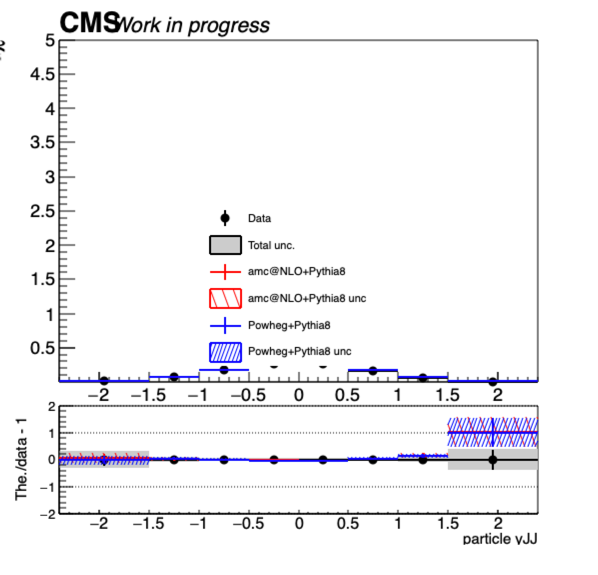 CMS Work in progress
5
4.5
4
3.5
3
2.5
2
1.5
1
0.5
Data
Total unc.
amc@NLO+Pythia8
amc@NLO+Pythia8 unc
Powheg+Pythia8
Powheg+Pythia8 unc
−2 −1.5 −1 −0.5 0 0.5 1 1.5 2
The./data - 1
2
1
0
−1
−2
−2 −1.5 −1 −0.5 0 0.5 1 1.5 2
particle yJJ